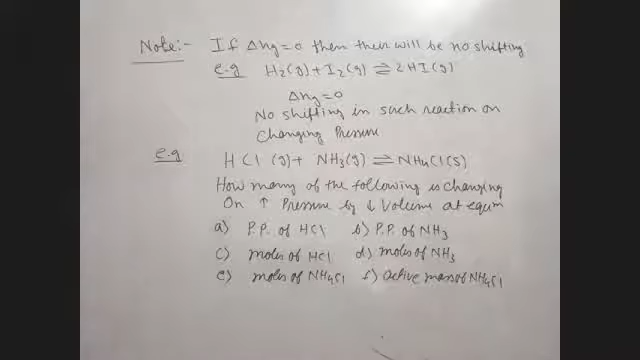 Note:- If Δng=0 then their will be no shifting
e.g H2(g)+I2(g) ⇌ 2HI(g)
Δng=0
No shifting in such reaction on
Changing Pressure
e.g HCl (g)+ NH3(g) ⇌ NH4Cl(s)
How many of the following is changing
On ↑ Pressure by ↓ Volume at eqm
a) P.P. of HCl b) P.P. of NH3
c) moles of HCl d) moles of NH3
e) moles of NH4Cl f) active mass of NH4Cl